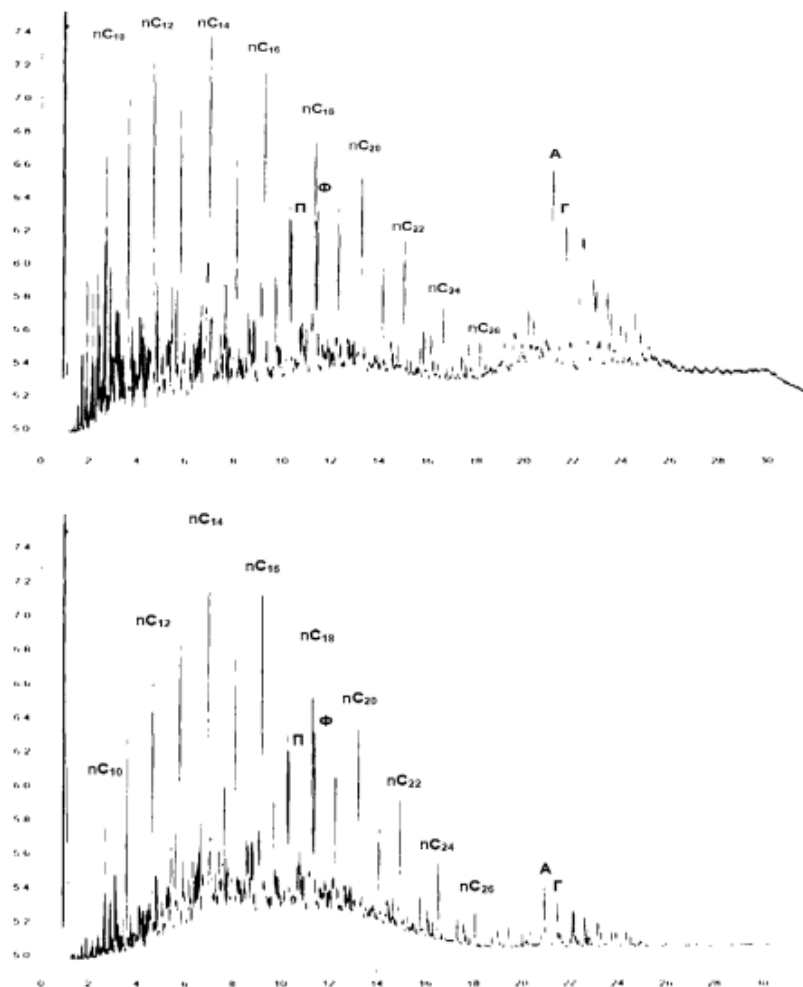 nC₁₀ nC₁₂ nC₁₄ nC₁₆ nC₁₈ nC₂₀ nC₂₂ nC₂₄ nC₂₆
П Ф А Г
7.4
7.2
7.0
6.8
6.6
6.4
6.2
6.0
5.8
5.6
5.4
5.2
5.0
0 2 4 6 8 10 12 14 16 18 20 22 24 26 28 30
nC₁₄
nC₁₆
nC₁₂
nC₁₈
nC₂₀
П Ф
nC₁₀
nC₂₂
nC₂₄
nC₂₆
А Г
7.4
7.2
7.0
6.8
6.6
6.4
6.2
6.0
5.8
5.6
5.4
5.2
5.0
0 2 4 6 8 10 12 14 16 18 20 22 24 26 28 30